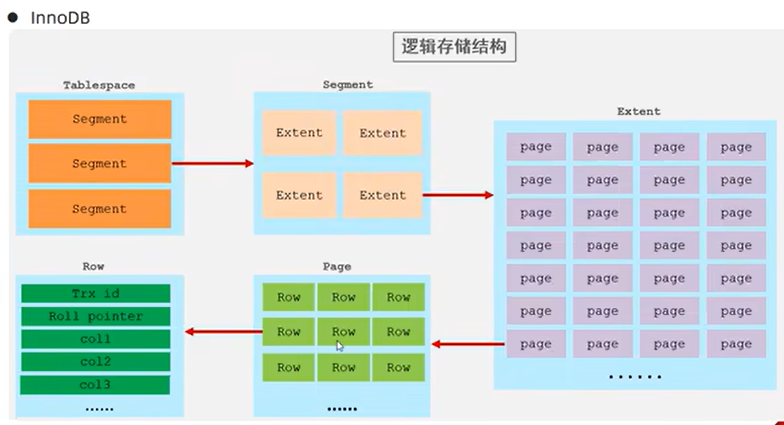 ● InnoDB
逻辑存储结构
Tablespace
Segment
Segment
Segment
Segment
Extent Extent
Extent Extent
Extent
page page page page
page page page page
page page page page
page page page page
page page page page
page page page page
page page page page
......
Row
Trx id
Roll pointer
col1
col2
col3
......
Page
Row Row Row
Row Row Row
Row Row Row
......